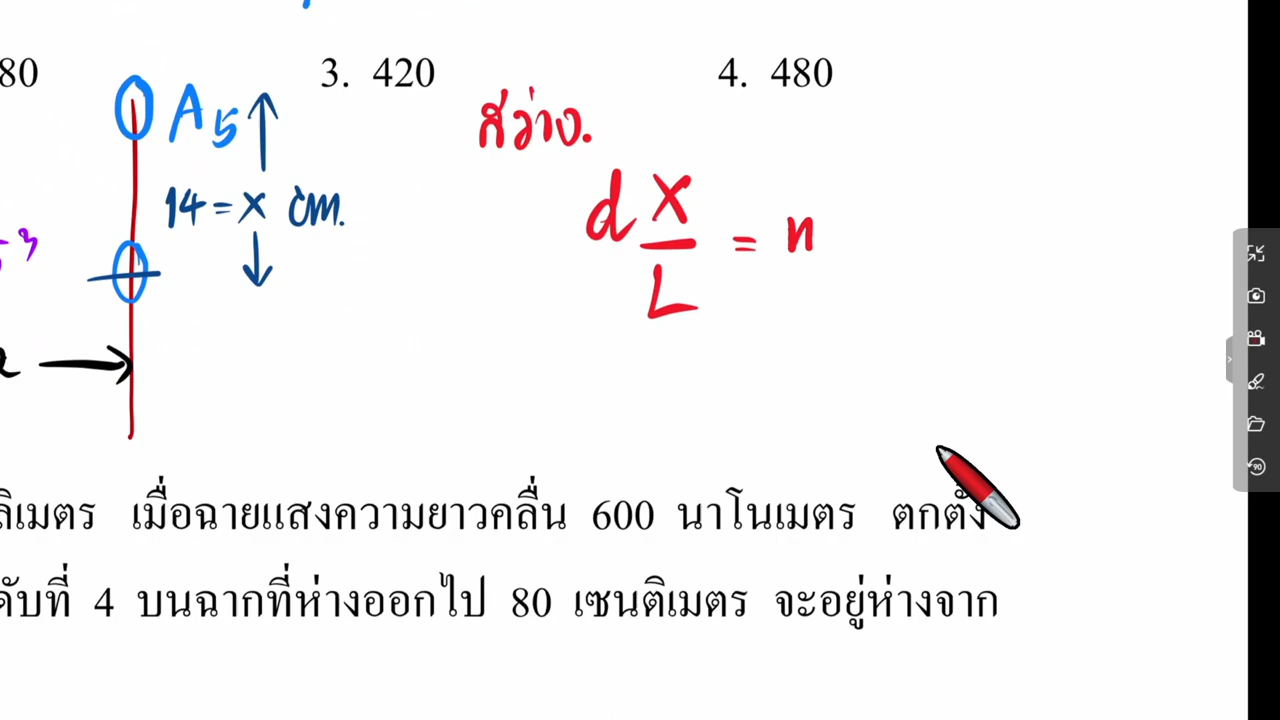 80 3. 420 4. 480
A5
สว่าง.
14 = x cm.
d x/L = n
ลิเมตร เมื่อฉายแสงความยาวคลื่น 600 นาโนเมตร ตกตั้ง
ดับที่ 4 บนฉากที่ห่างออกไป 80 เซนติเมตร จะอยู่ห่างจาก